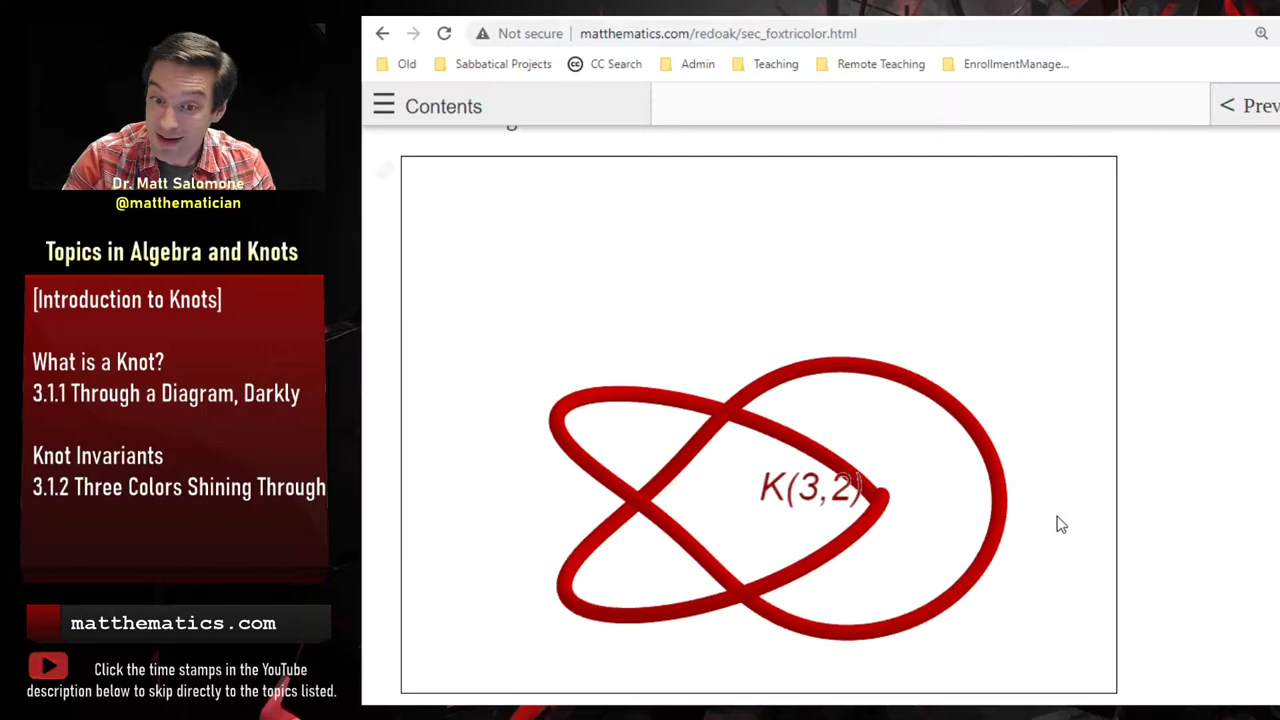 Dr. Matt Salomone
@matthematician
Topics in Algebra and Knots
[Introduction to Knots]
What is a Knot?
3.1.1 Through a Diagram, Darkly
Knot Invariants
3.1.2 Three Colors Shining Through
matthematics.com
Click the time stamps in the YouTube
description below to skip directly to the topics listed.
Not secure | matthematics.com/redoak/sec_foxtricolor.html
Old Sabbatical Projects CC Search Admin Teaching Remote Teaching EnrollmentManage...
Contents
< Prev
K(3,2)